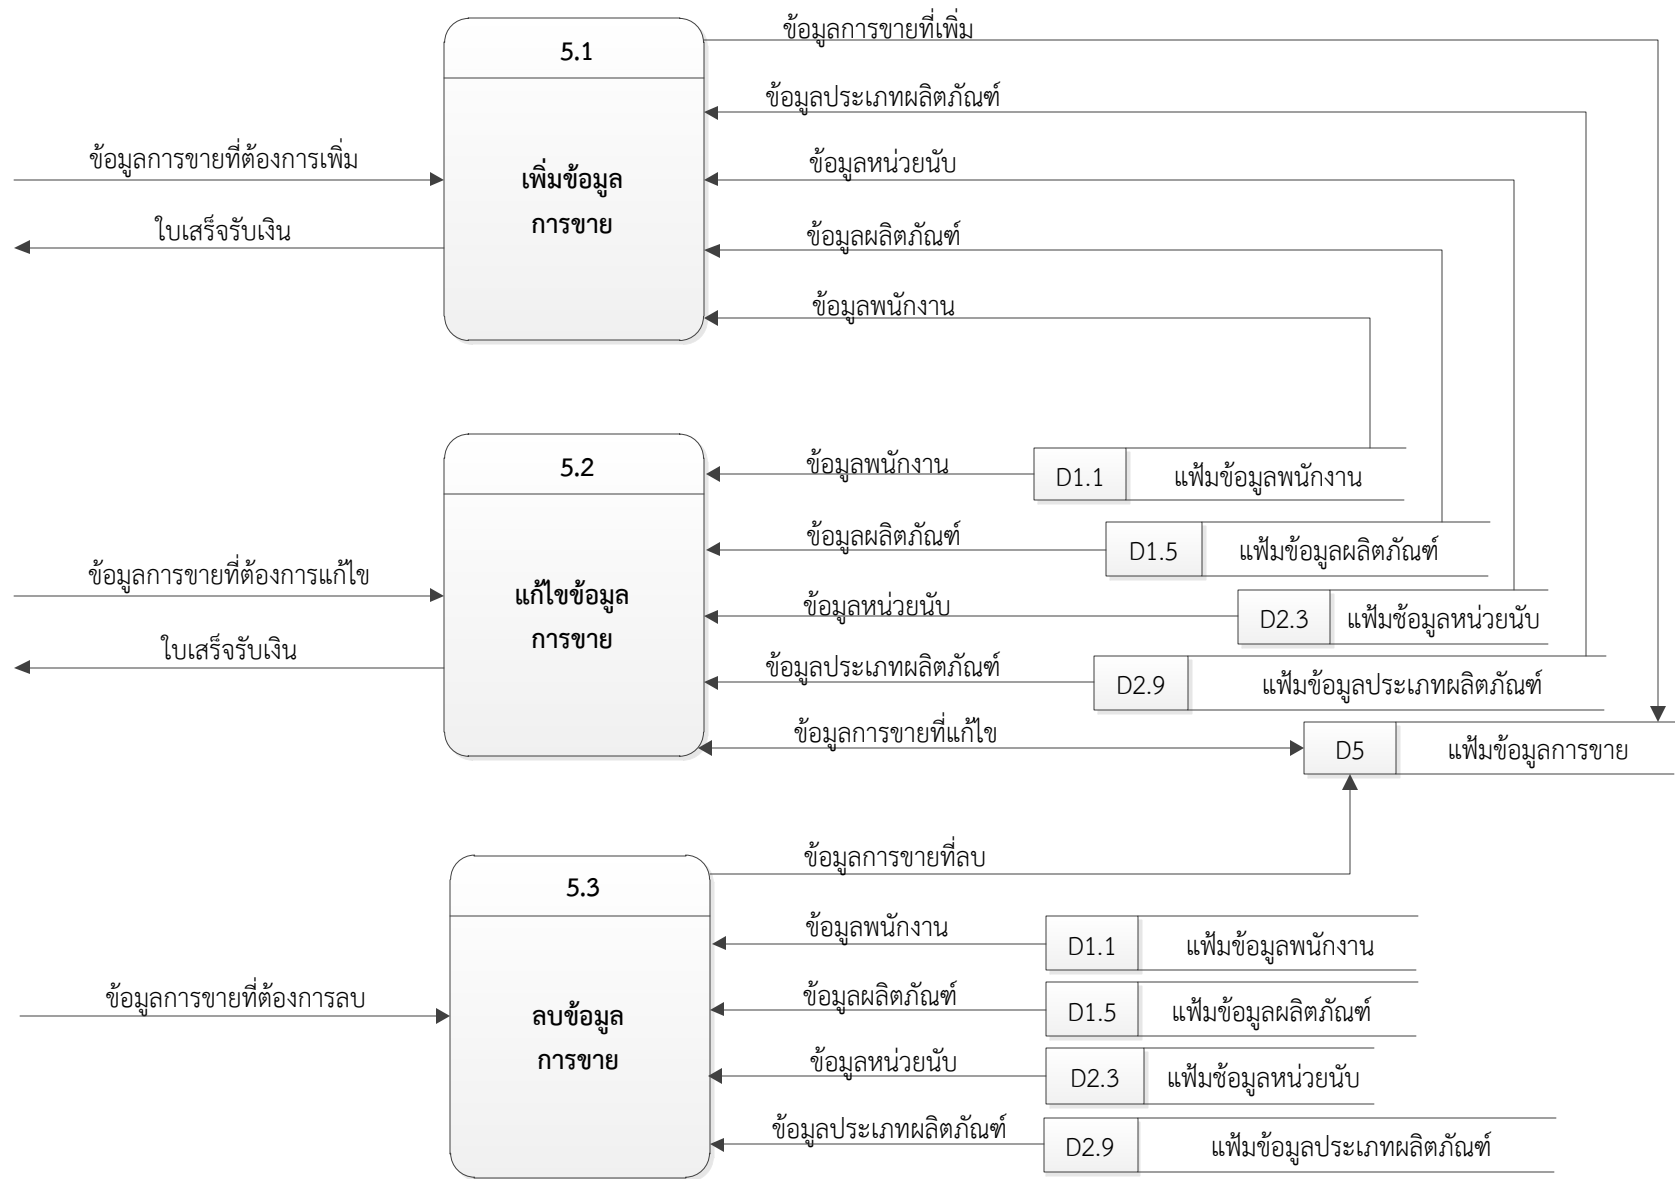 ข้อมูลการขายที่เพิ่ม
5.1
ข้อมูลประเภทผลิตภัณฑ์
ข้อมูลการขายที่ต้องการเพิ่ม
ข้อมูลหน่วยนับ
เพิ่มข้อมูล
การขาย
ใบเสร็จรับเงิน
ข้อมูลผลิตภัณฑ์
ข้อมูลพนักงาน
5.2
ข้อมูลพนักงาน
D1.1
แฟ้มข้อมูลพนักงาน
ข้อมูลผลิตภัณฑ์
D1.5
แฟ้มข้อมูลผลิตภัณฑ์
ข้อมูลการขายที่ต้องการแก้ไข
แก้ไขข้อมูล
การขาย
ข้อมูลหน่วยนับ
D2.3
แฟ้มช้อมูลหน่วยนับ
ใบเสร็จรับเงิน
ข้อมูลประเภทผลิตภัณฑ์
D2.9
แฟ้มข้อมูลประเภทผลิตภัณฑ์
ข้อมูลการขายที่แก้ไข
D5
แฟ้มข้อมูลการขาย
ข้อมูลการขายที่ลบ
5.3
ข้อมูลพนักงาน
D1.1
แฟ้มข้อมูลพนักงาน
ข้อมูลการขายที่ต้องการลบ
ลบข้อมูล
การขาย
ข้อมูลผลิตภัณฑ์
D1.5
แฟ้มข้อมูลผลิตภัณฑ์
ข้อมูลหน่วยนับ
D2.3
แฟ้มช้อมูลหน่วยนับ
ข้อมูลประเภทผลิตภัณฑ์
D2.9
แฟ้มข้อมูลประเภทผลิตภัณฑ์